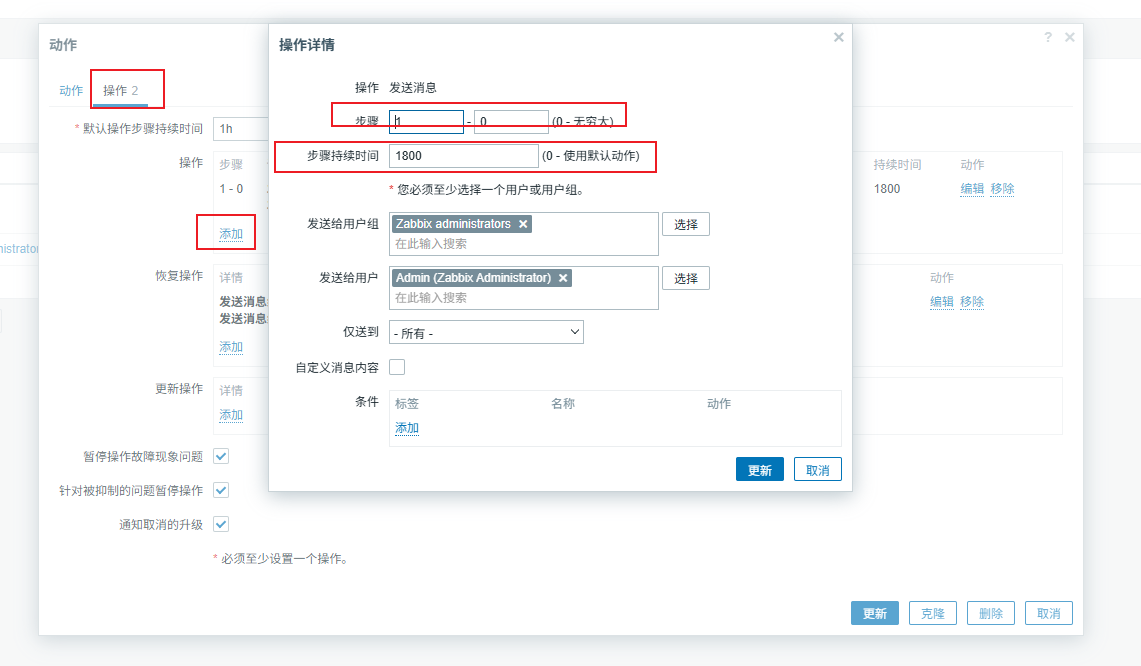 动作
?
动作 操作 2
* 默认操作步骤持续时间 1h
操作 步骤 持续时间 动作
1 - 0 1800 编辑 移除
添加
恢复操作 详情 动作
发送消息
发送消息
编辑 移除
添加
更新操作 详情
添加
暂停操作故障现象问题
针对被抑制的问题暂停操作
通知取消的升级
* 必须至少设置一个操作。
更新 克隆 删除 取消
操作详情
操作 发送消息
步骤 1 - 0 (0 - 无穷大)
步骤持续时间 1800 (0 - 使用默认动作)
* 您必须至少选择一个用户或用户组。
发送给用户组 Zabbix administrators 选择
在此输入搜索
发送给用户 Admin (Zabbix Administrator) 选择
在此输入搜索
仅送到 - 所有 -
自定义消息内容
条件 标签 名称 动作
添加
更新 取消